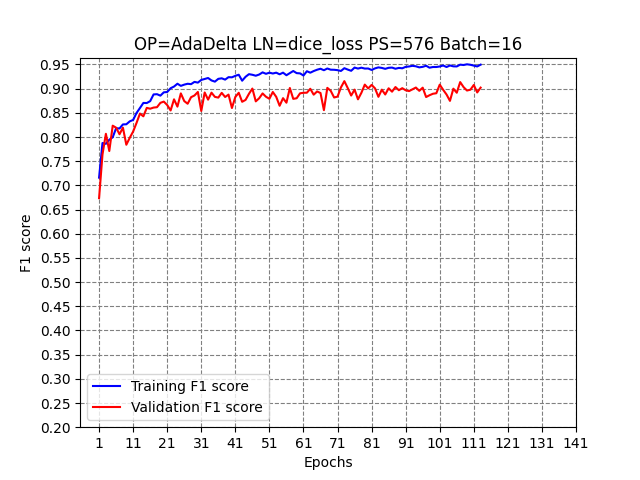 OP=AdaDelta LN=dice_loss PS=576 Batch=16
0.95
0.90
0.85
0.80
0.75
0.70
0.65
0.60
0.55
0.50
0.45
0.40
0.35
0.30
0.25
0.20
F1 score
Training F1 score
Validation F1 score
1 11 21 31 41 51 61 71 81 91 101 111 121 131 141
Epochs